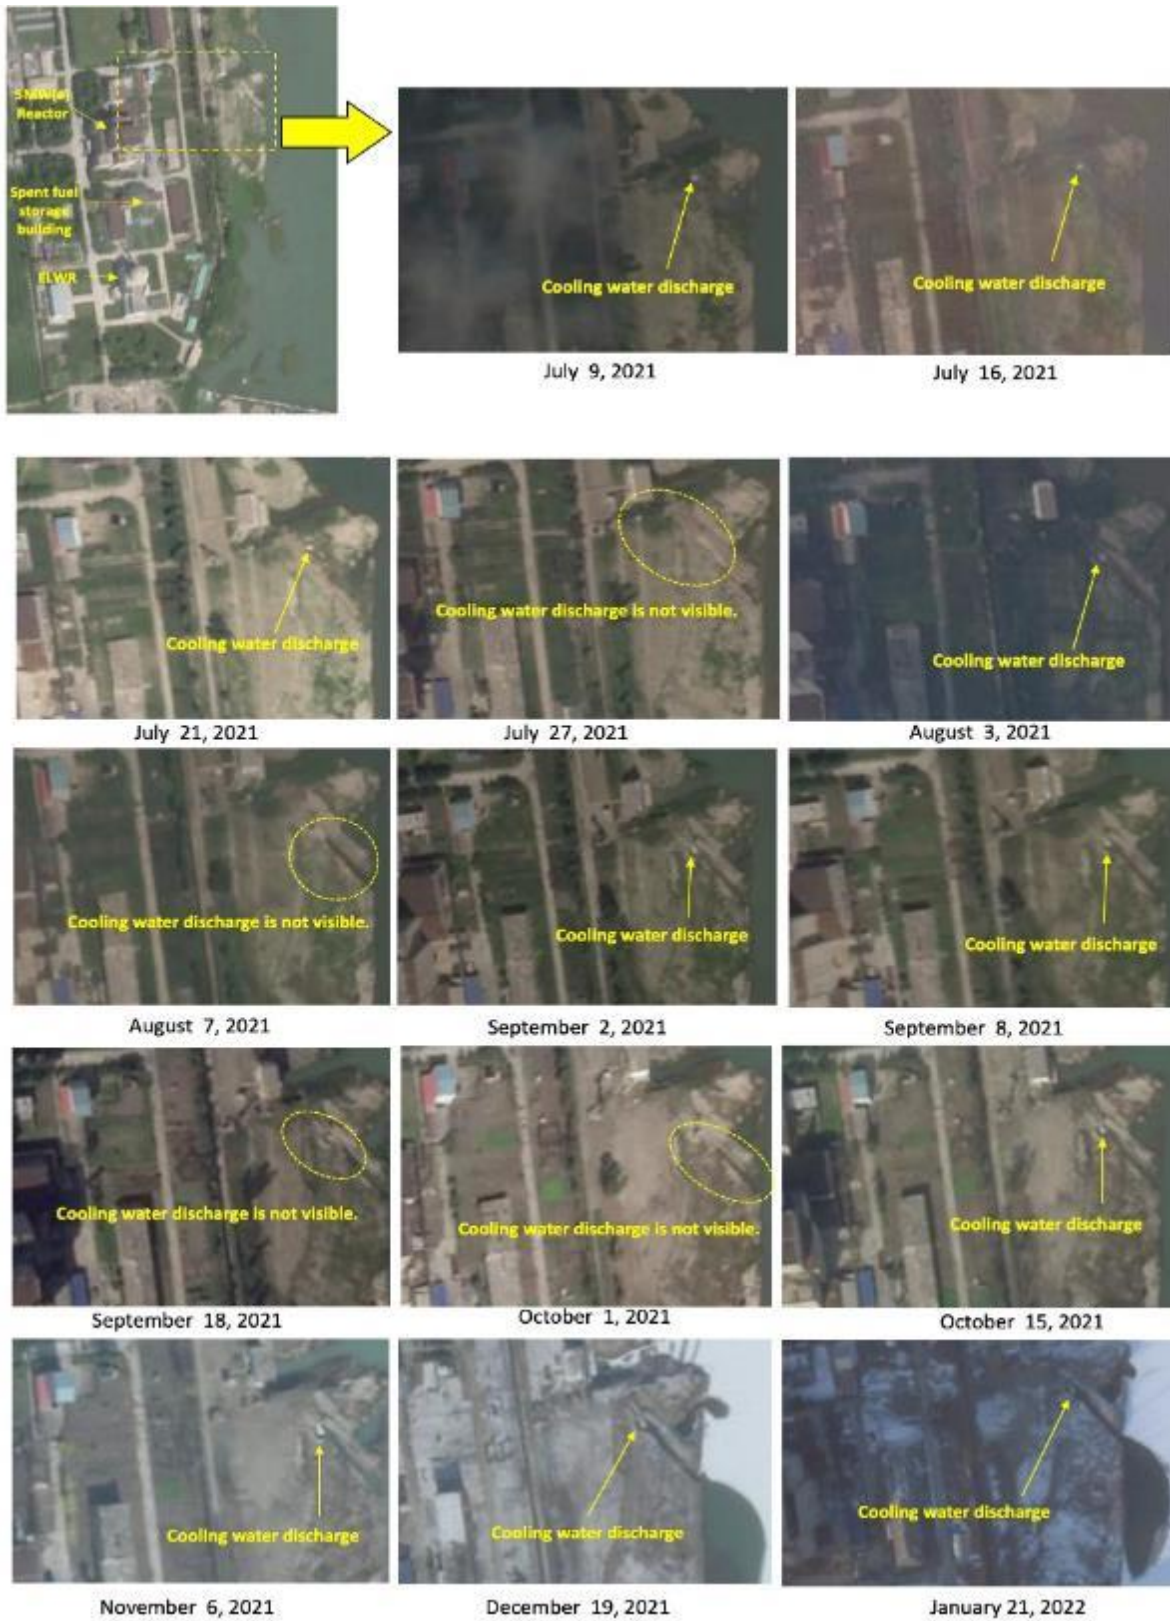 5MW(e)
Reactor
Spent fuel
storage
building
ELWR
Cooling water discharge
July 9, 2021
Cooling water discharge
July 16, 2021
Cooling water discharge
July 21, 2021
Cooling water discharge is not visible.
July 27, 2021
Cooling water discharge
August 3, 2021
Cooling water discharge is not visible.
August 7, 2021
Cooling water discharge
September 2, 2021
Cooling water discharge
September 8, 2021
Cooling water discharge is not visible.
September 18, 2021
Cooling water discharge is not visible.
October 1, 2021
Cooling water discharge
October 15, 2021
Cooling water discharge
November 6, 2021
Cooling water discharge
December 19, 2021
Cooling water discharge
January 21, 2022